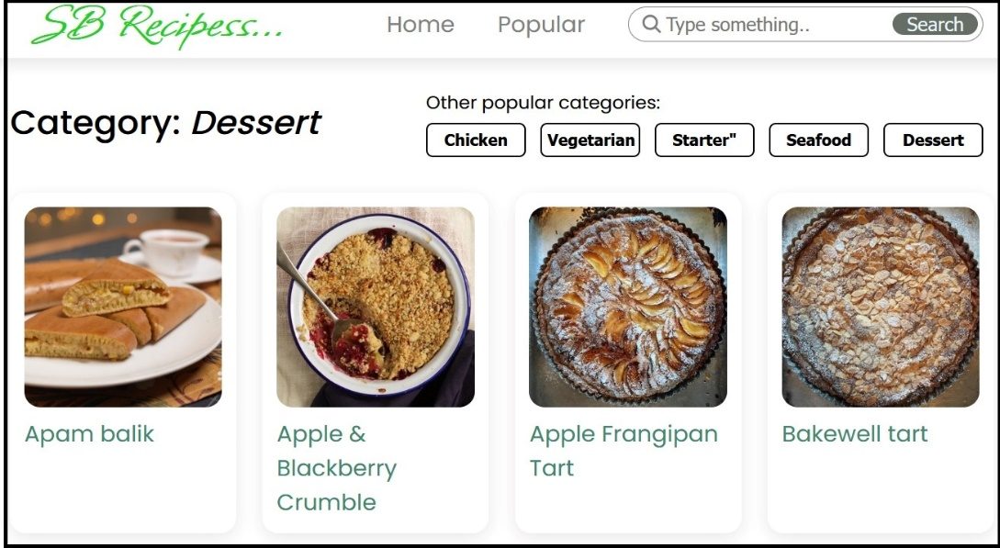 SB Recipess...
Home
Popular
Type something..
Search
Category: Dessert
Other popular categories:
Chicken
Vegetarian
Starter"
Seafood
Dessert
Apam balik
Apple &
Blackberry
Crumble
Apple Frangipan
Tart
Bakewell tart